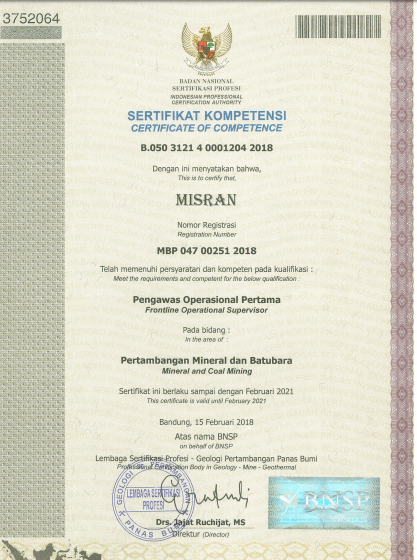 3752064
BADAN NASIONAL
SERTIFIKASI PROFESI
INDONESIAN PROFESSIONAL
CERTIFICATION AUTHORITY
SERTIFIKAT KOMPETENSI
CERTIFICATE OF COMPETENCE
B.050 3121 4 0001204 2018
Dengan ini menyatakan bahwa,
This is to certify that,
MISRAN
Nomor Registrasi
Registration Number
MBP 047 00251 2018
Telah memenuhi persyaratan dan kompeten pada kualifikasi :
Meet the requirements and competent for the below qualification :
Pengawas Operasional Pertama
Frontline Operational Supervisor
Pada bidang :
In the area of :
Pertambangan Mineral dan Batubara
Mineral and Coal Mining
Sertifikat ini berlaku sampai dengan Februari 2021
This certificate is valid until February 2021
Bandung, 15 Februari 2018
Atas nama BNSP
on behalf of BNSP
Lembaga Sertifikasi Profesi - Geologi Pertambangan Panas Bumi
Professional Certification Body in Geology - Mine - Geothermal
LEMBAGA SERTIFIKASI
PROFESI
PANAS BUMI
BNSP
Drs. Jajat Ruchijat, MS
Direktur (Director)